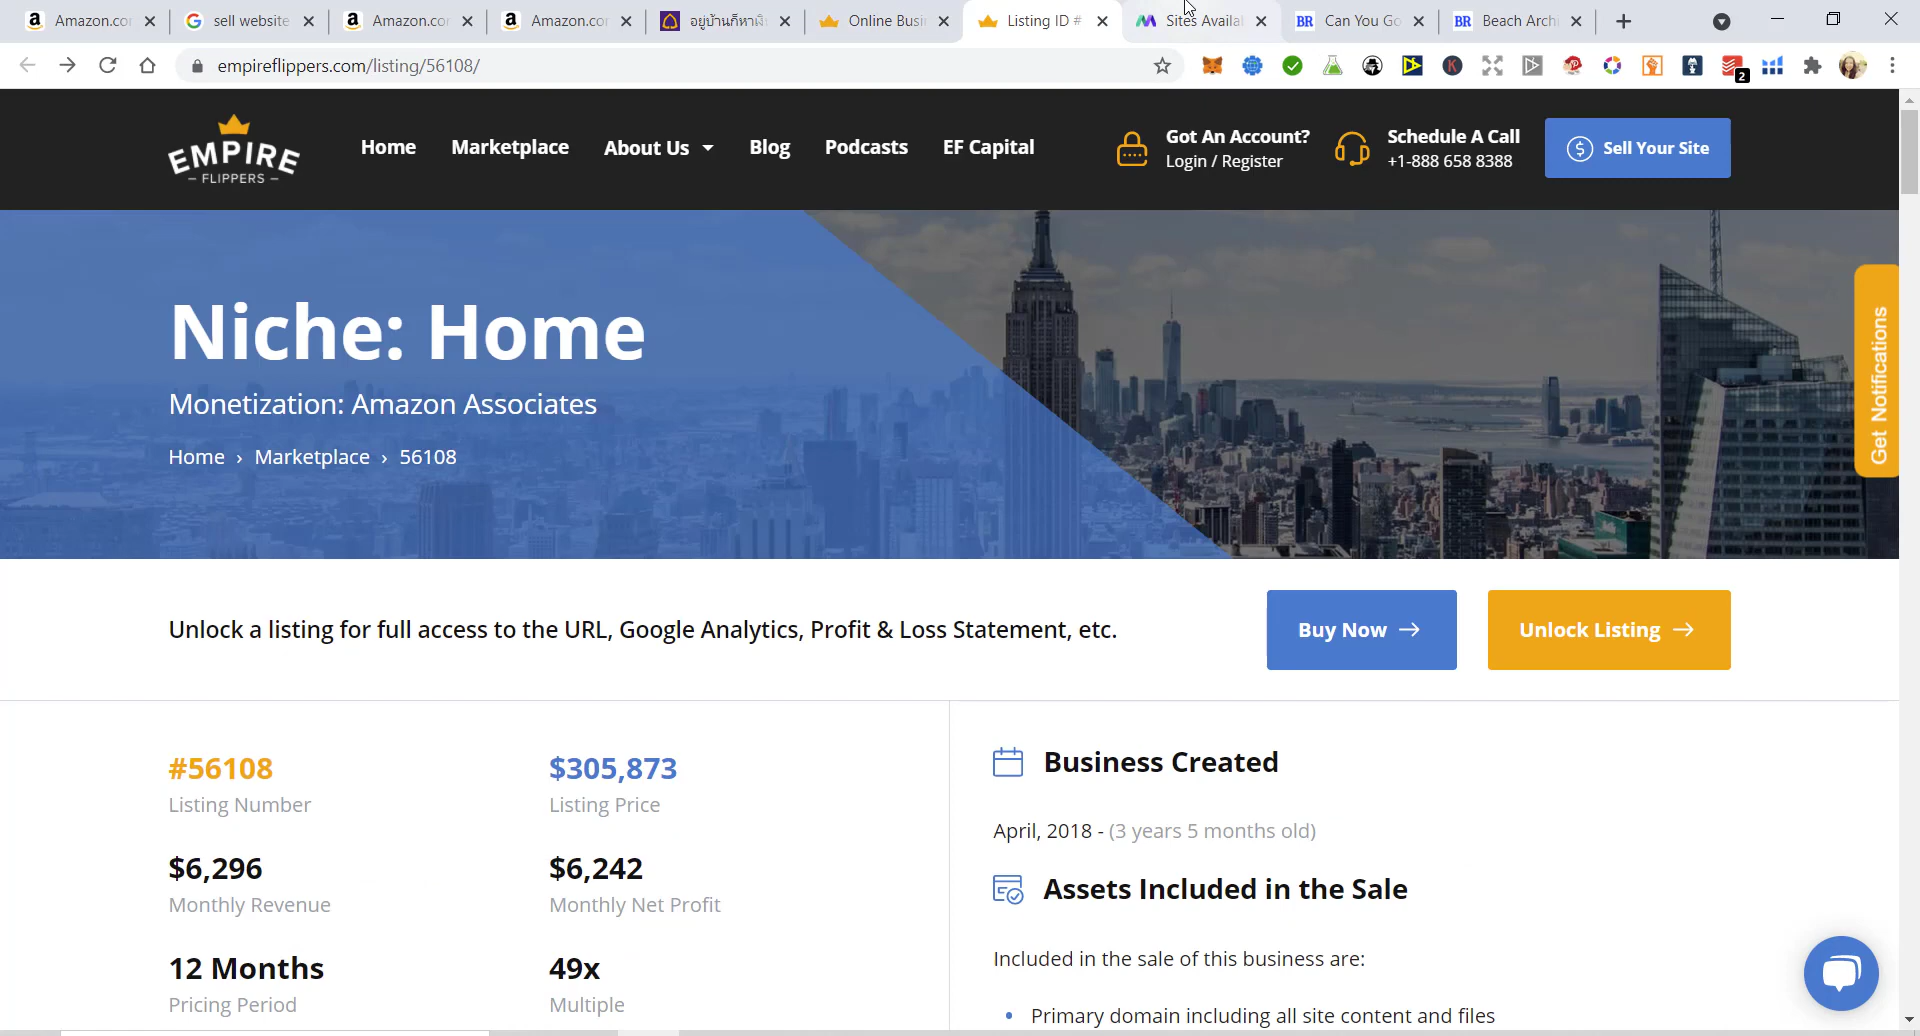 Amazon.co
sell website
Amazon.co
Amazon.co
อยู่บ้านก็หาเงิ
Online Busi
Listing ID #
Sites Availa
Can You Go
Beach Arch
empireflippers.com/listing/56108/
2
EMPIRE
– FLIPPERS –
Home
Marketplace
About Us
Blog
Podcasts
EF Capital
Got An Account?
Login / Register
Schedule A Call
+1-888 658 8388
Sell Your Site
Niche: Home
Monetization: Amazon Associates
Home › Marketplace › 56108
Get Notifications
Unlock a listing for full access to the URL, Google Analytics, Profit & Loss Statement, etc.
Buy Now →
Unlock Listing →
#56108
Listing Number
$305,873
Listing Price
$6,296
Monthly Revenue
$6,242
Monthly Net Profit
12 Months
Pricing Period
49x
Multiple
Business Created
April, 2018 - (3 years 5 months old)
Assets Included in the Sale
Included in the sale of this business are:
• Primary domain including all site content and files